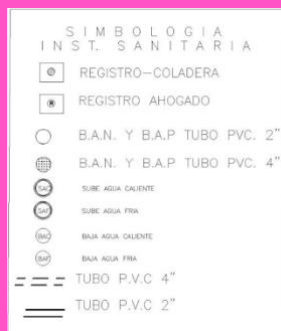 SIMBOLOGIA
INST. SANITARIA
REGISTRO-COLADERA
REGISTRO AHOGADO
B.A.N. Y B.A.P TUBO PVC. 2"
B.A.N. Y B.A.P TUBO PVC. 4"
SAC SUBE AGUA CALIENTE
SAF SUBE AGUA FRIA
BAC BAJA AGUA CALIENTE
BAF BAJA AGUA FRIA
TUBO P.V.C 4"
TUBO P.V.C 2"